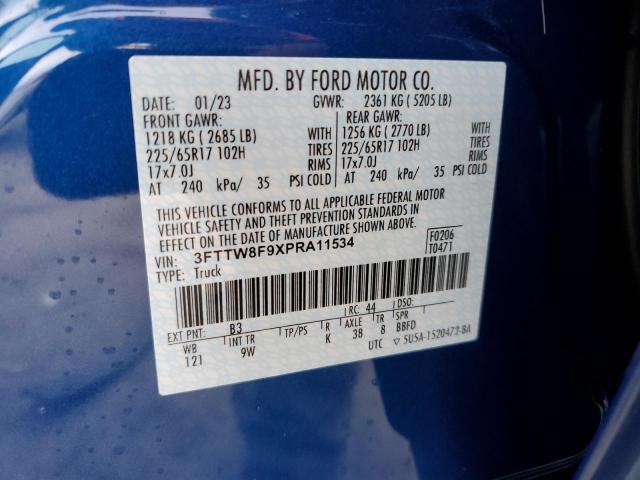 MFD. BY FORD MOTOR CO.
DATE: 01/23 GVWR: 2361 KG ( 5205 LB)
FRONT GAWR: REAR GAWR:
1218 KG ( 2685 LB) WITH 1256 KG ( 2770 LB) WITH
225/65R17 102H TIRES 225/65R17 102H TIRES
17x7.0J RIMS 17x7.0J RIMS
AT 240 kPa/ 35 PSI COLD AT 240 kPa/ 35 PSI COLD
THIS VEHICLE CONFORMS TO ALL APPLICABLE FEDERAL MOTOR
VEHICLE SAFETY AND THEFT PREVENTION STANDARDS IN
EFFECT ON THE DATE OF MANUFACTURE SHOWN ABOVE.
VIN: 3FTTW8F9XPRA11534 F0206
TYPE: Truck T0471
EXT PNT: B3 RC: 44 DSO:
WB INT TR TP/PS R AXLE TR SPR
121 9W K 38 8 BBFD
UTC ▽ 5U5A-1520472-BA